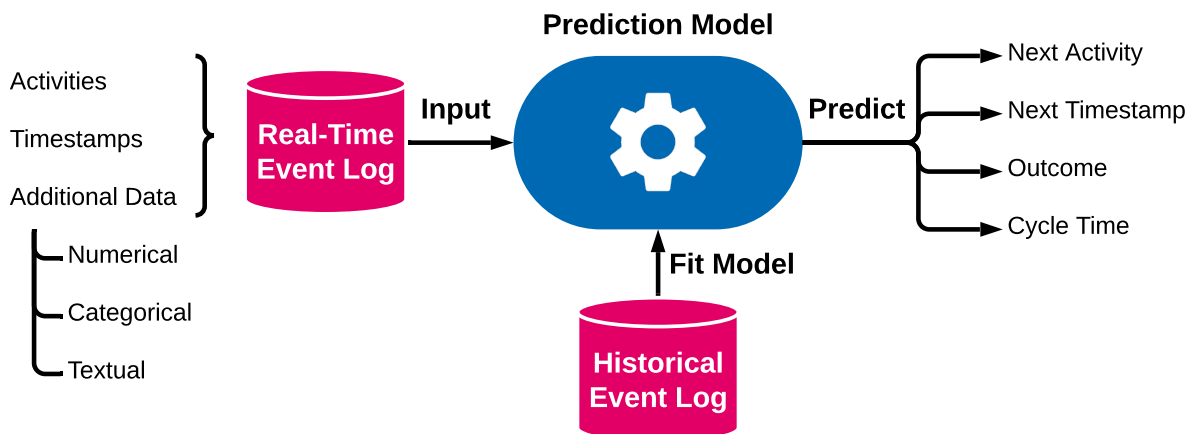 Prediction Model
Activities
Timestamps
Additional Data
Numerical
Categorical
Textual
Real-Time
Event Log
Input
Predict
Next Activity
Next Timestamp
Outcome
Cycle Time
Fit Model
Historical
Event Log